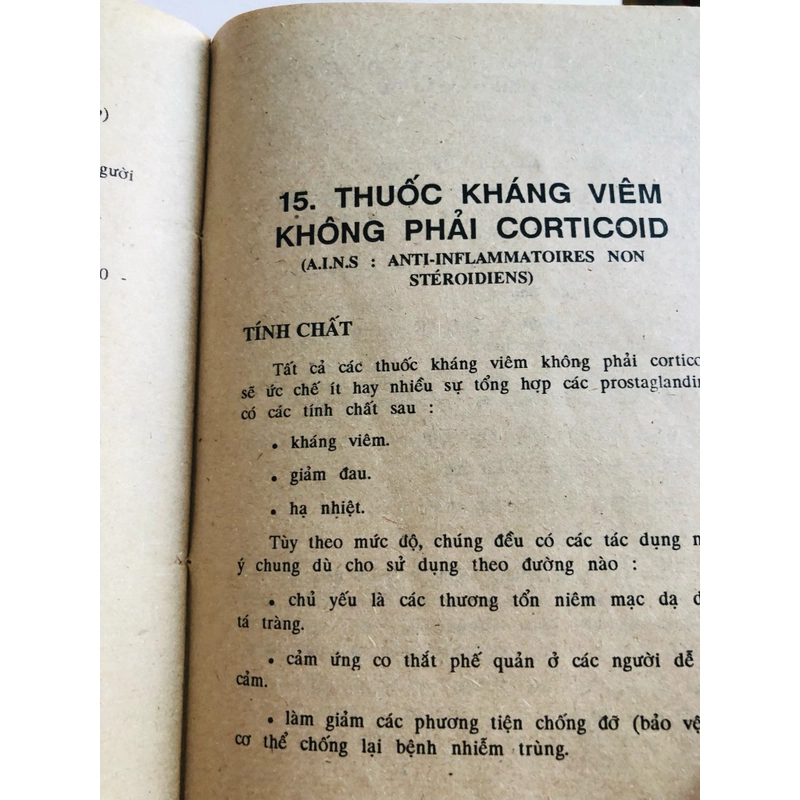 gười
0 -
15. THUỐC KHÁNG VIÊM
KHÔNG PHẢI CORTICOID
(A.I.N.S : ANTI-INFLAMMATOIRES NON
STÉROIDIENS)
TÍNH CHẤT
Tất cả các thuốc kháng viêm không phải cortico
sẽ ức chế ít hay nhiều sự tổng hợp các prostaglandin
có các tính chất sau :
• kháng viêm.
• giảm đau.
• hạ nhiệt.
Tùy theo mức độ, chúng đều có các tác dụng n
ý chung dù cho sử dụng theo đường nào :
• chủ yếu là các thương tổn niêm mạc dạ d
tá tràng.
• cảm ứng co thắt phế quản ở các người dễ
cảm.
• làm giảm các phương tiện chống đỡ (bảo vệ
cơ thể chống lại bệnh nhiễm trùng.